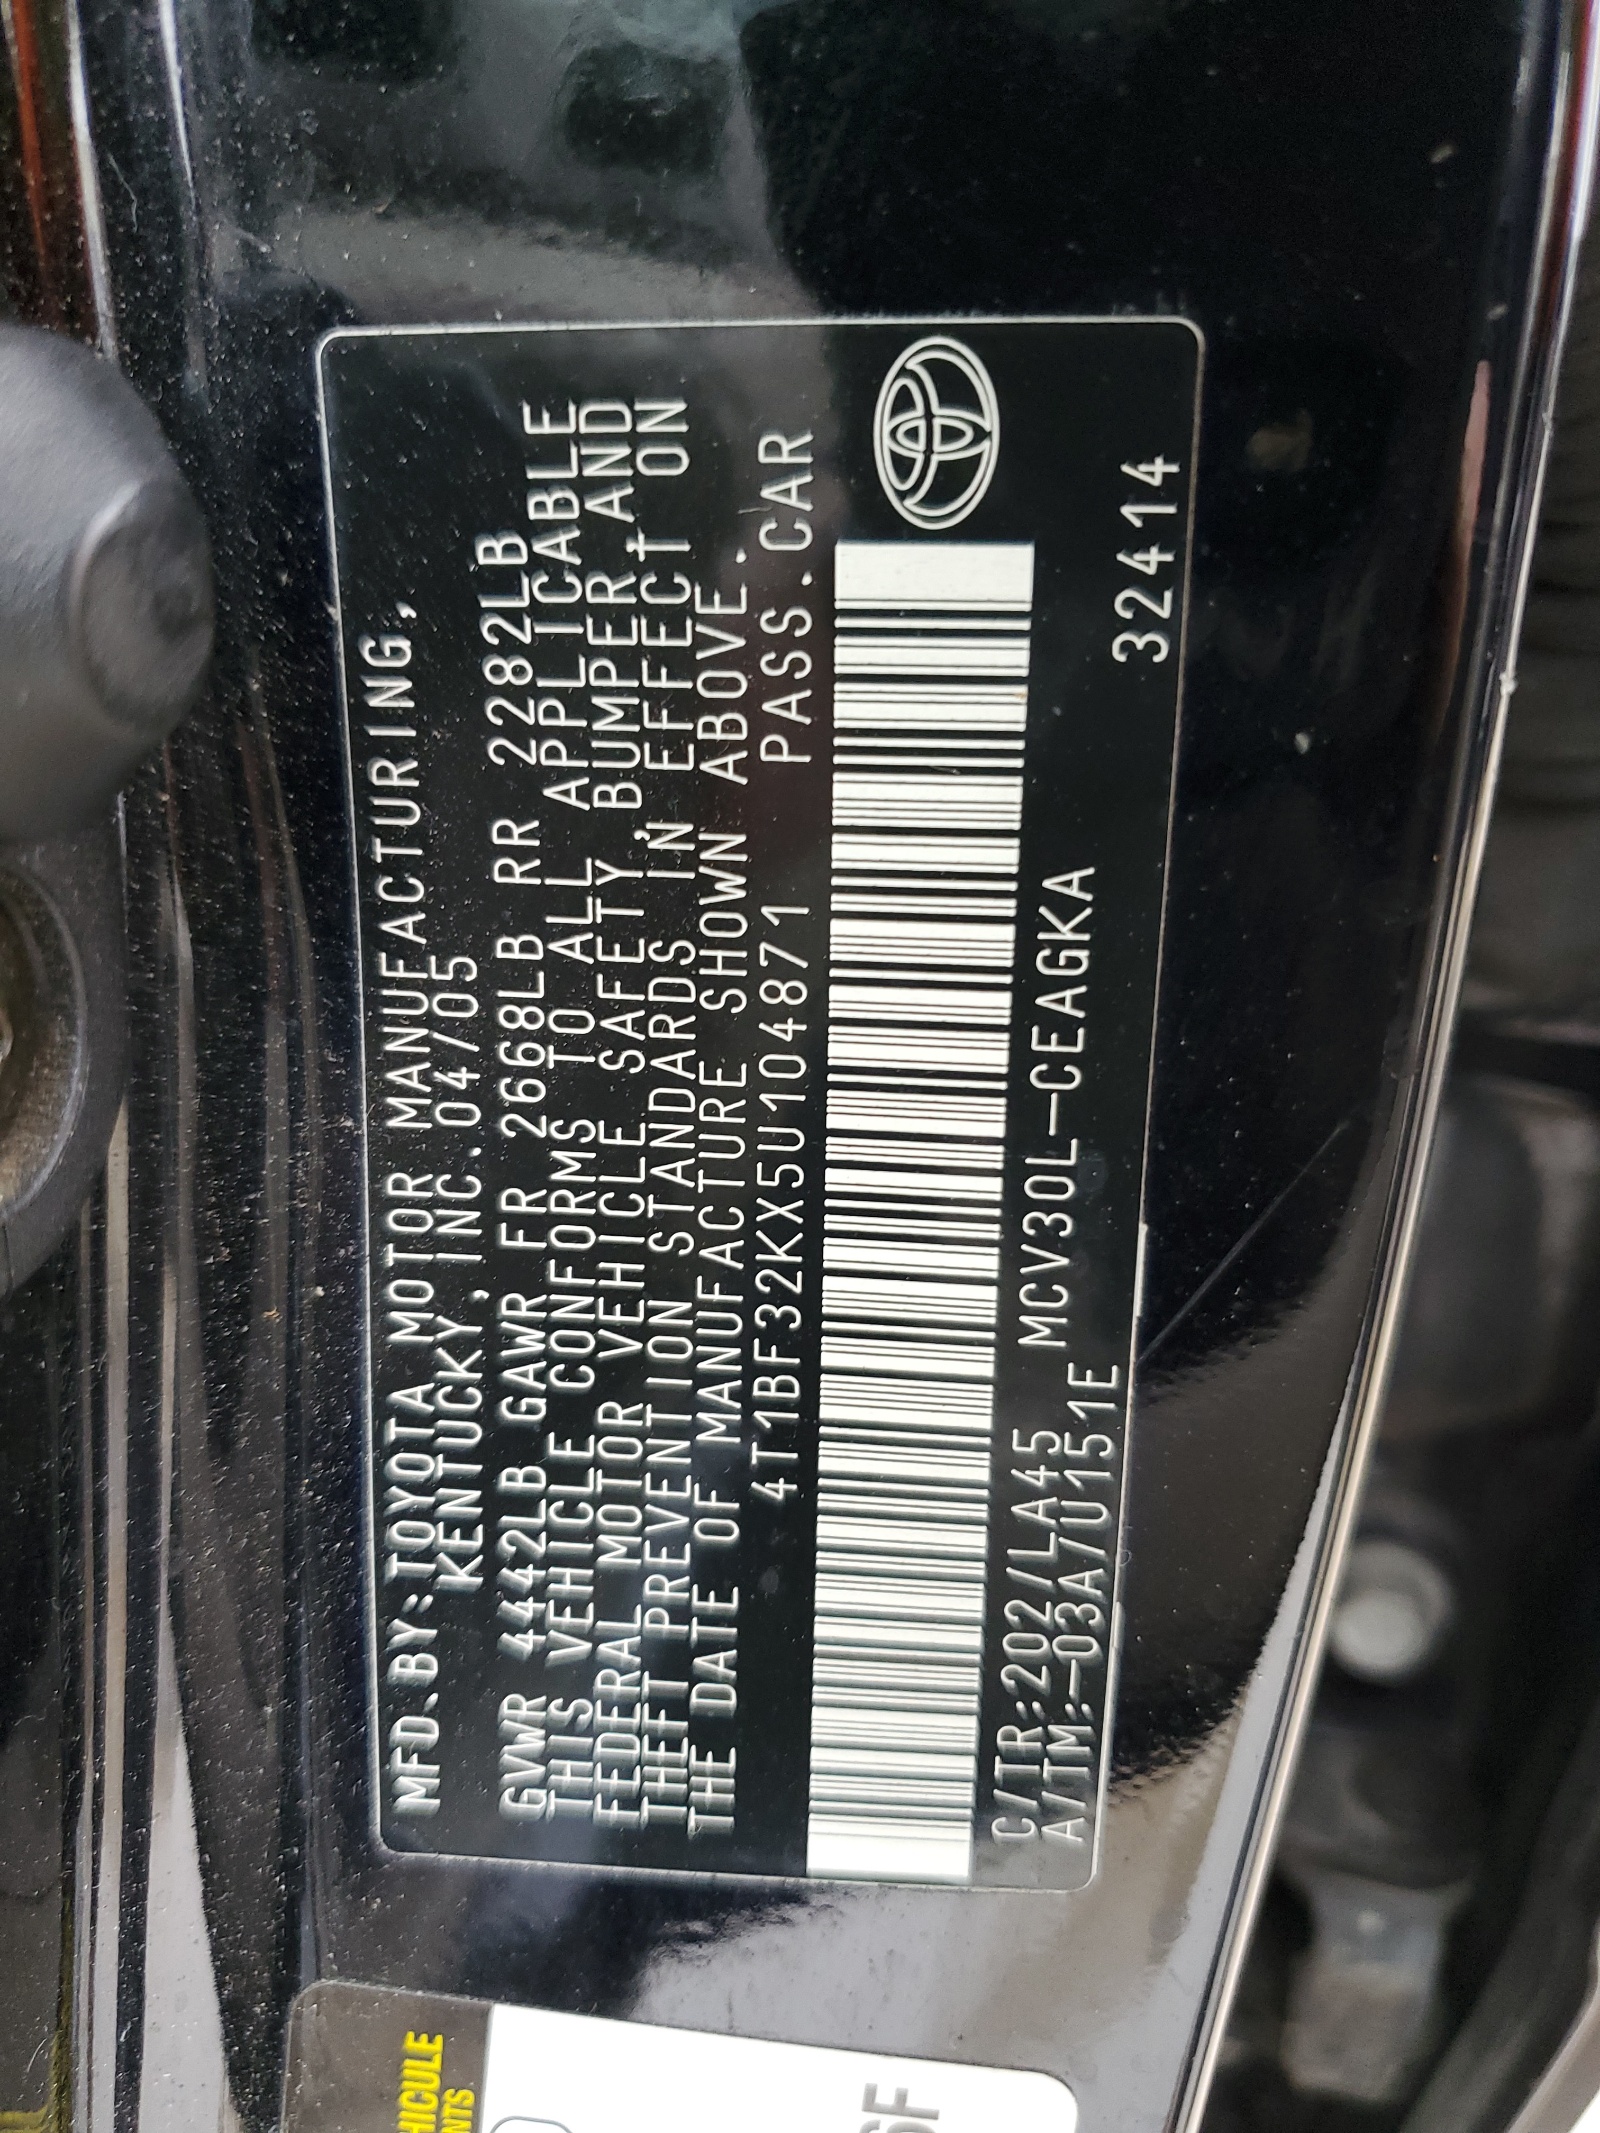 MFD.BY:TOYOTA MOTOR MANUFACTURING,
KENTUCKY,INC.04/05
GVWR 4442LB GAWR FR 2668LB RR 2282LB
THIS VEHICLE CONFORMS TO ALL APPLICABLE
FEDERAL MOTOR VEHICLE SAFETY, BUMPER, AND
THEFT PREVENTION STANDARDS IN EFFECT ON
THE DATE OF MANUFACTURE SHOWN ABOVE.
4T1BF32KX5U104871 PASS.CAR
C/TR:202/LA45 MCV30L-CEAGKA
A/TM:-03A/U151E 32414
HICULE
NTS